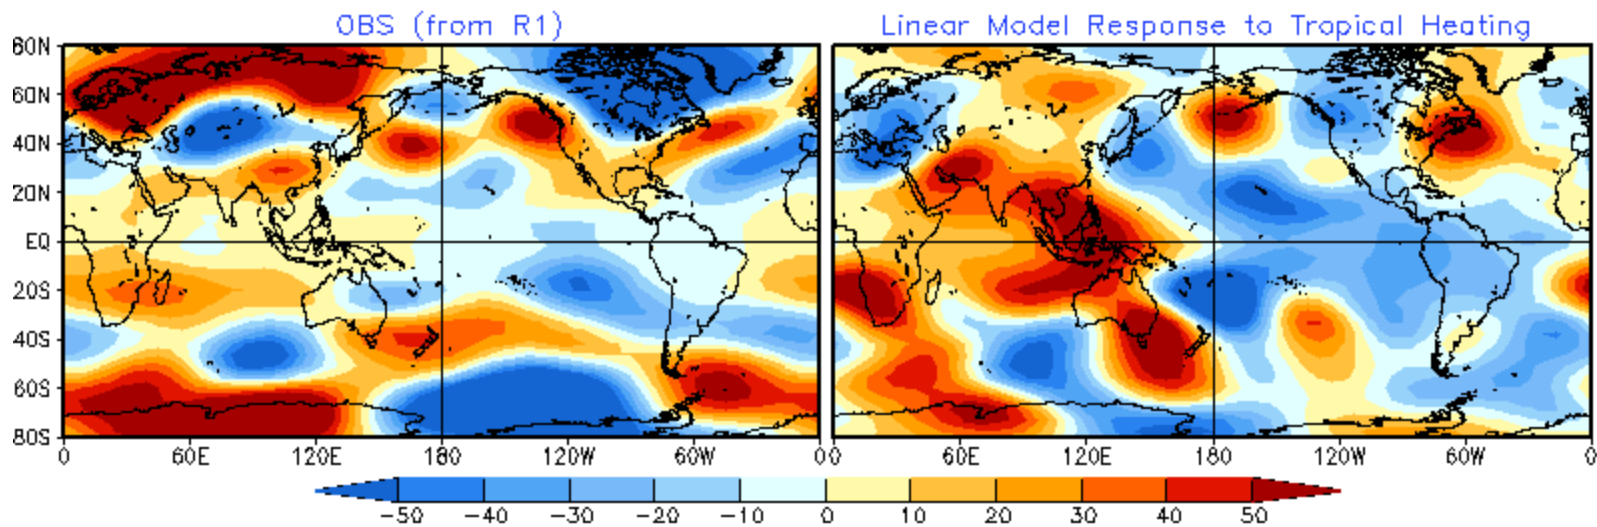 OBS (from R1)
Linear Model Response to Tropical Heating
80N
60N
40N
20N
EQ
20S
40S
60S
80S
0 60E 120E 180 120W 60W 0
0 60E 120E 180 120W 60W 0
-50 -40 -30 -20 -10 0 10 20 30 40 50